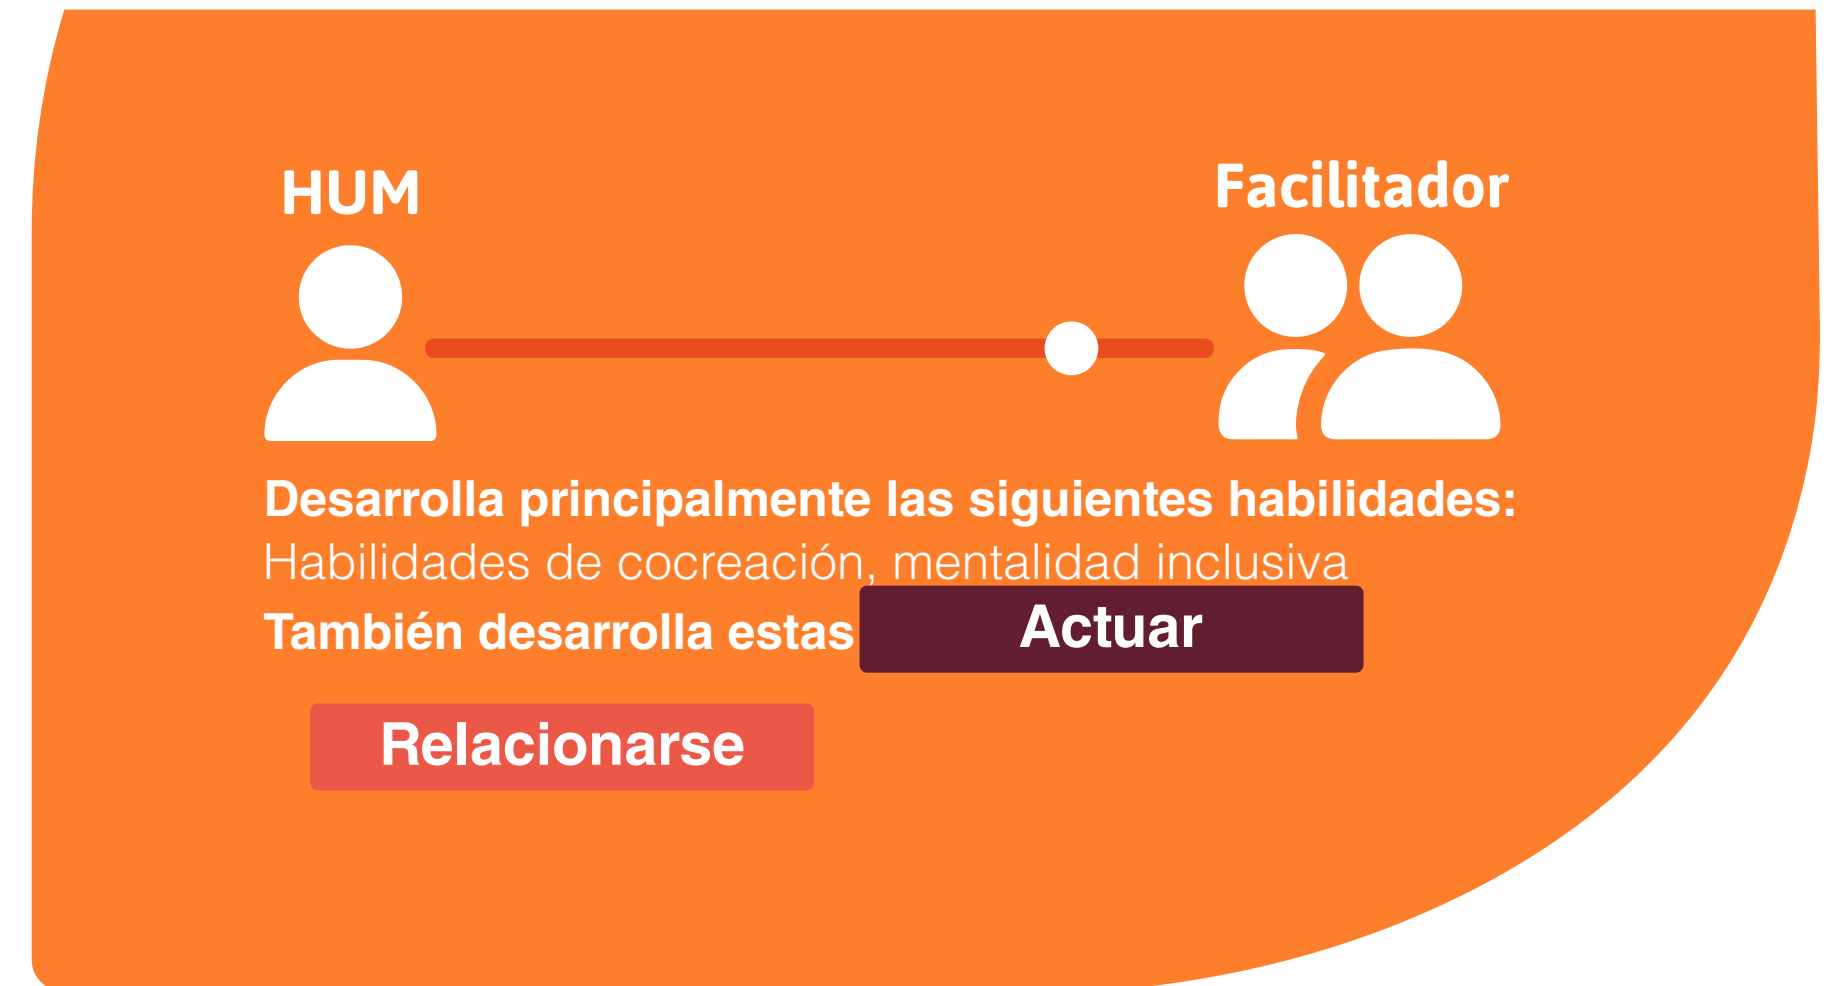 HUM
Facilitador
Desarrolla principalmente las siguientes habilidades:
Habilidades de cocreación, mentalidad inclusiva
También desarrolla estas
Actuar
Relacionarse